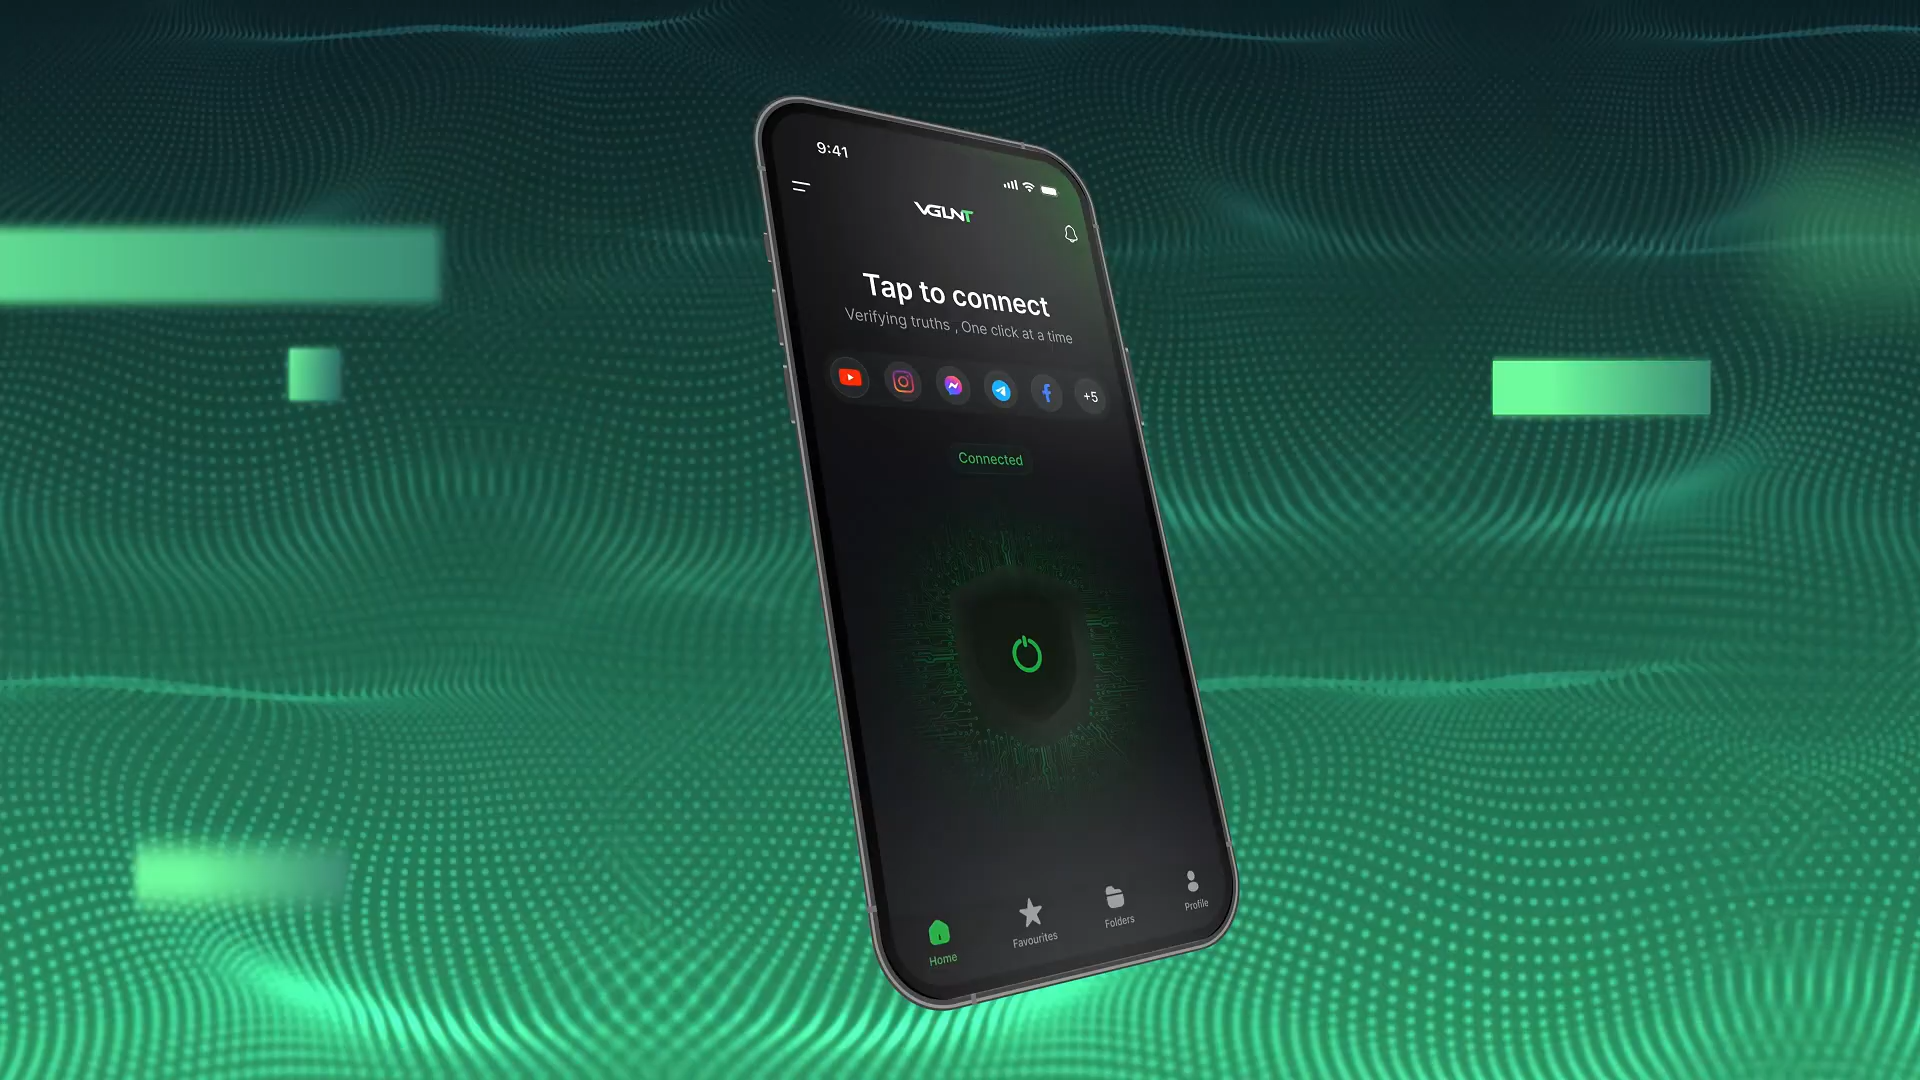 9:41
VGLNT
Tap to connect
Verifying truths , One click at a time
+5
Connected
Home
Favourites
Folders
Profile